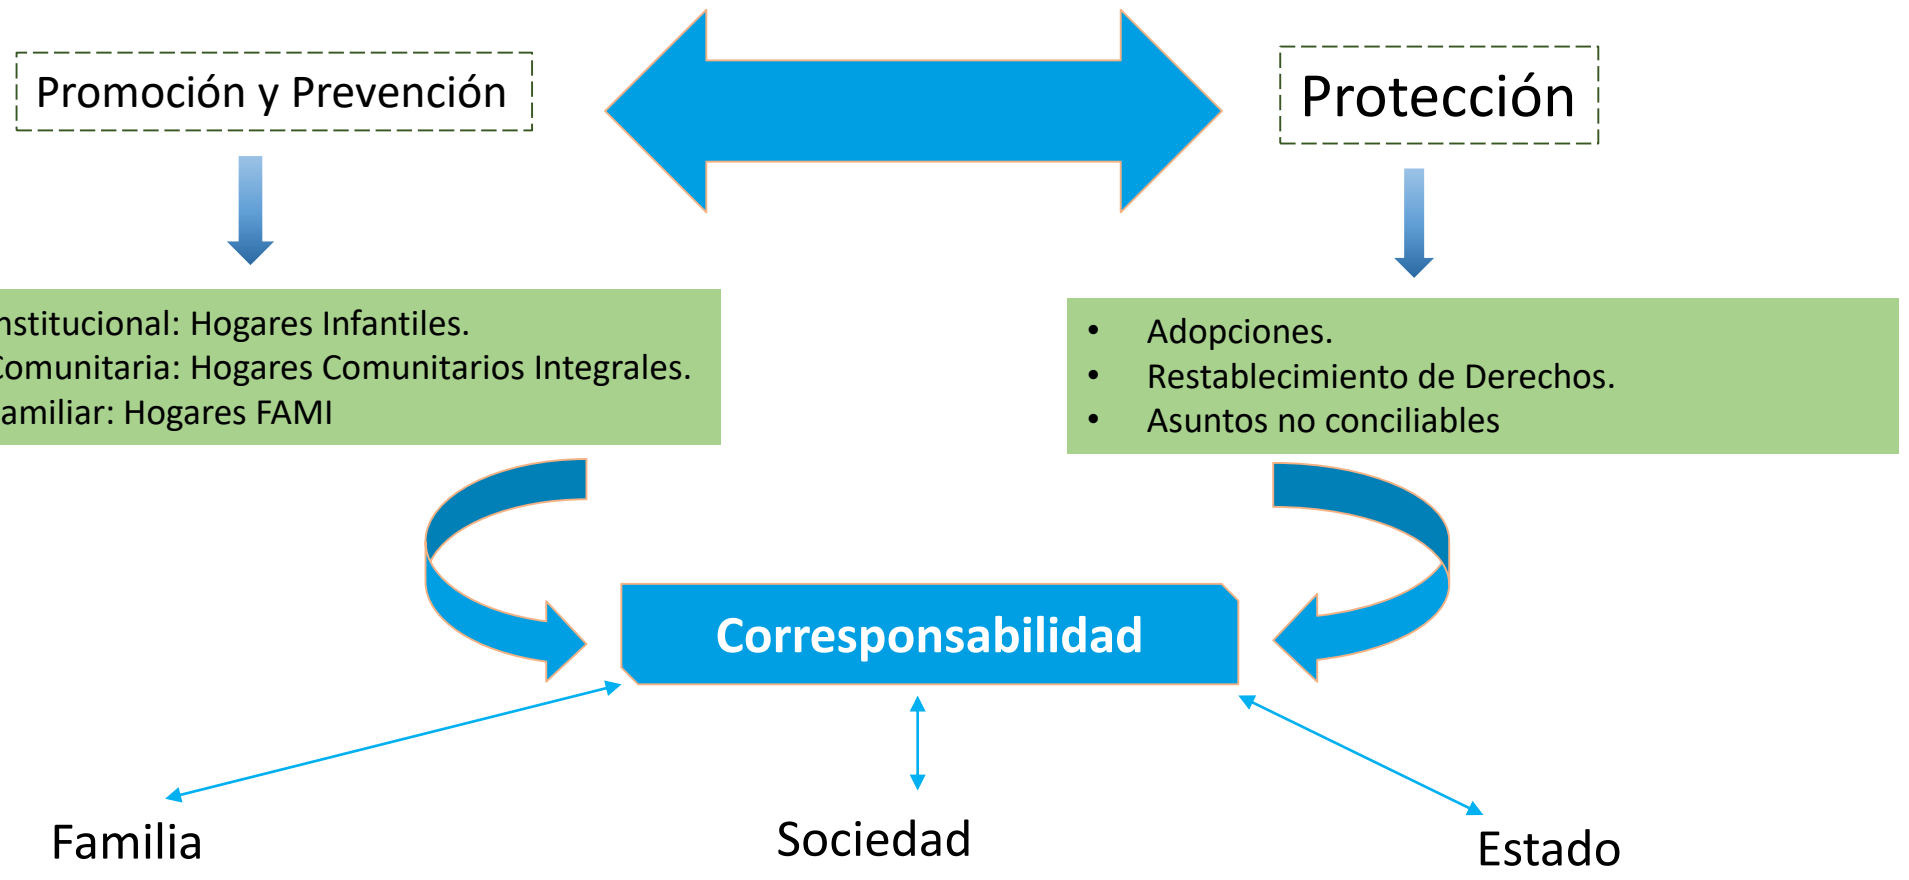 Promoción y Prevención
Protección
nstitucional: Hogares Infantiles.
Comunitaria: Hogares Comunitarios Integrales.
amiliar: Hogares FAMI
• Adopciones.
• Restablecimiento de Derechos.
• Asuntos no conciliables
Corresponsabilidad
Familia
Sociedad
Estado